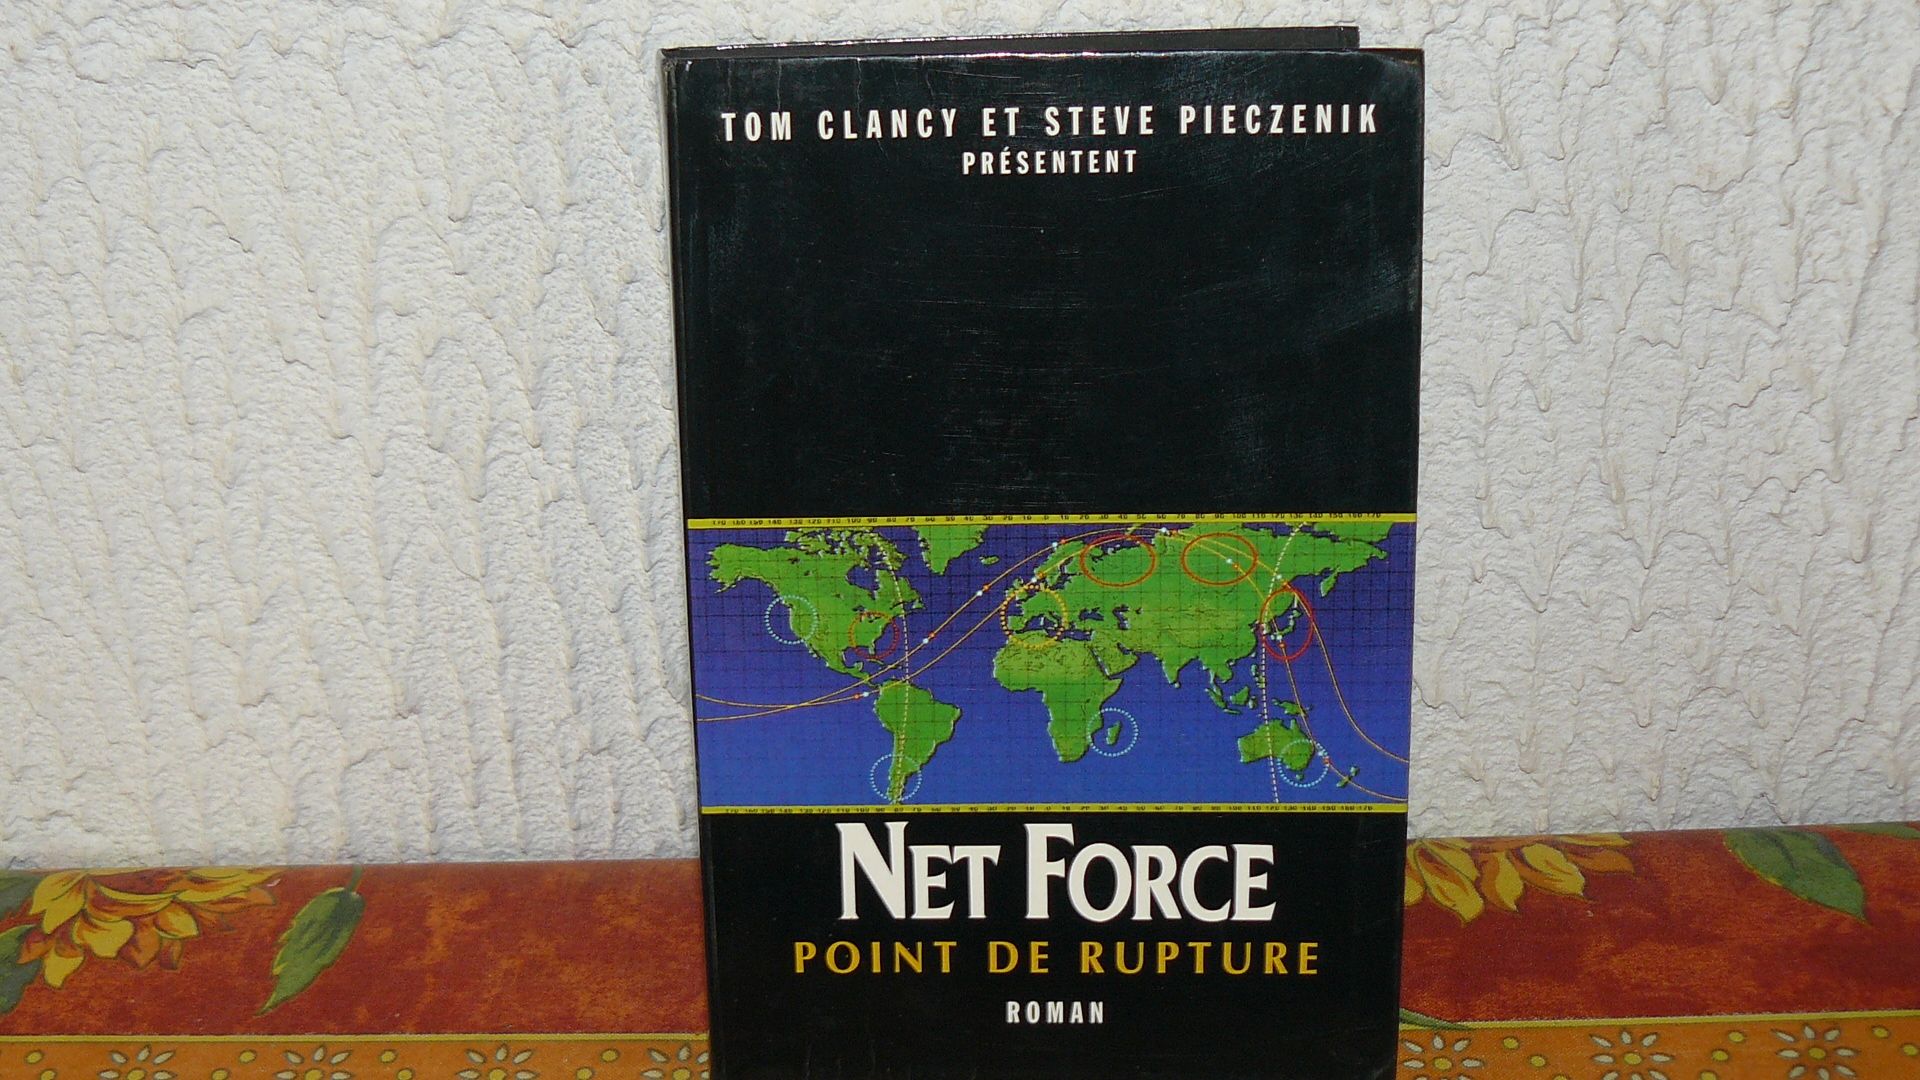 TOM CLANCY ET STEVE PIECZENIK
PRÉSENTENT
NET FORCE
POINT DE RUPTURE
ROMAN